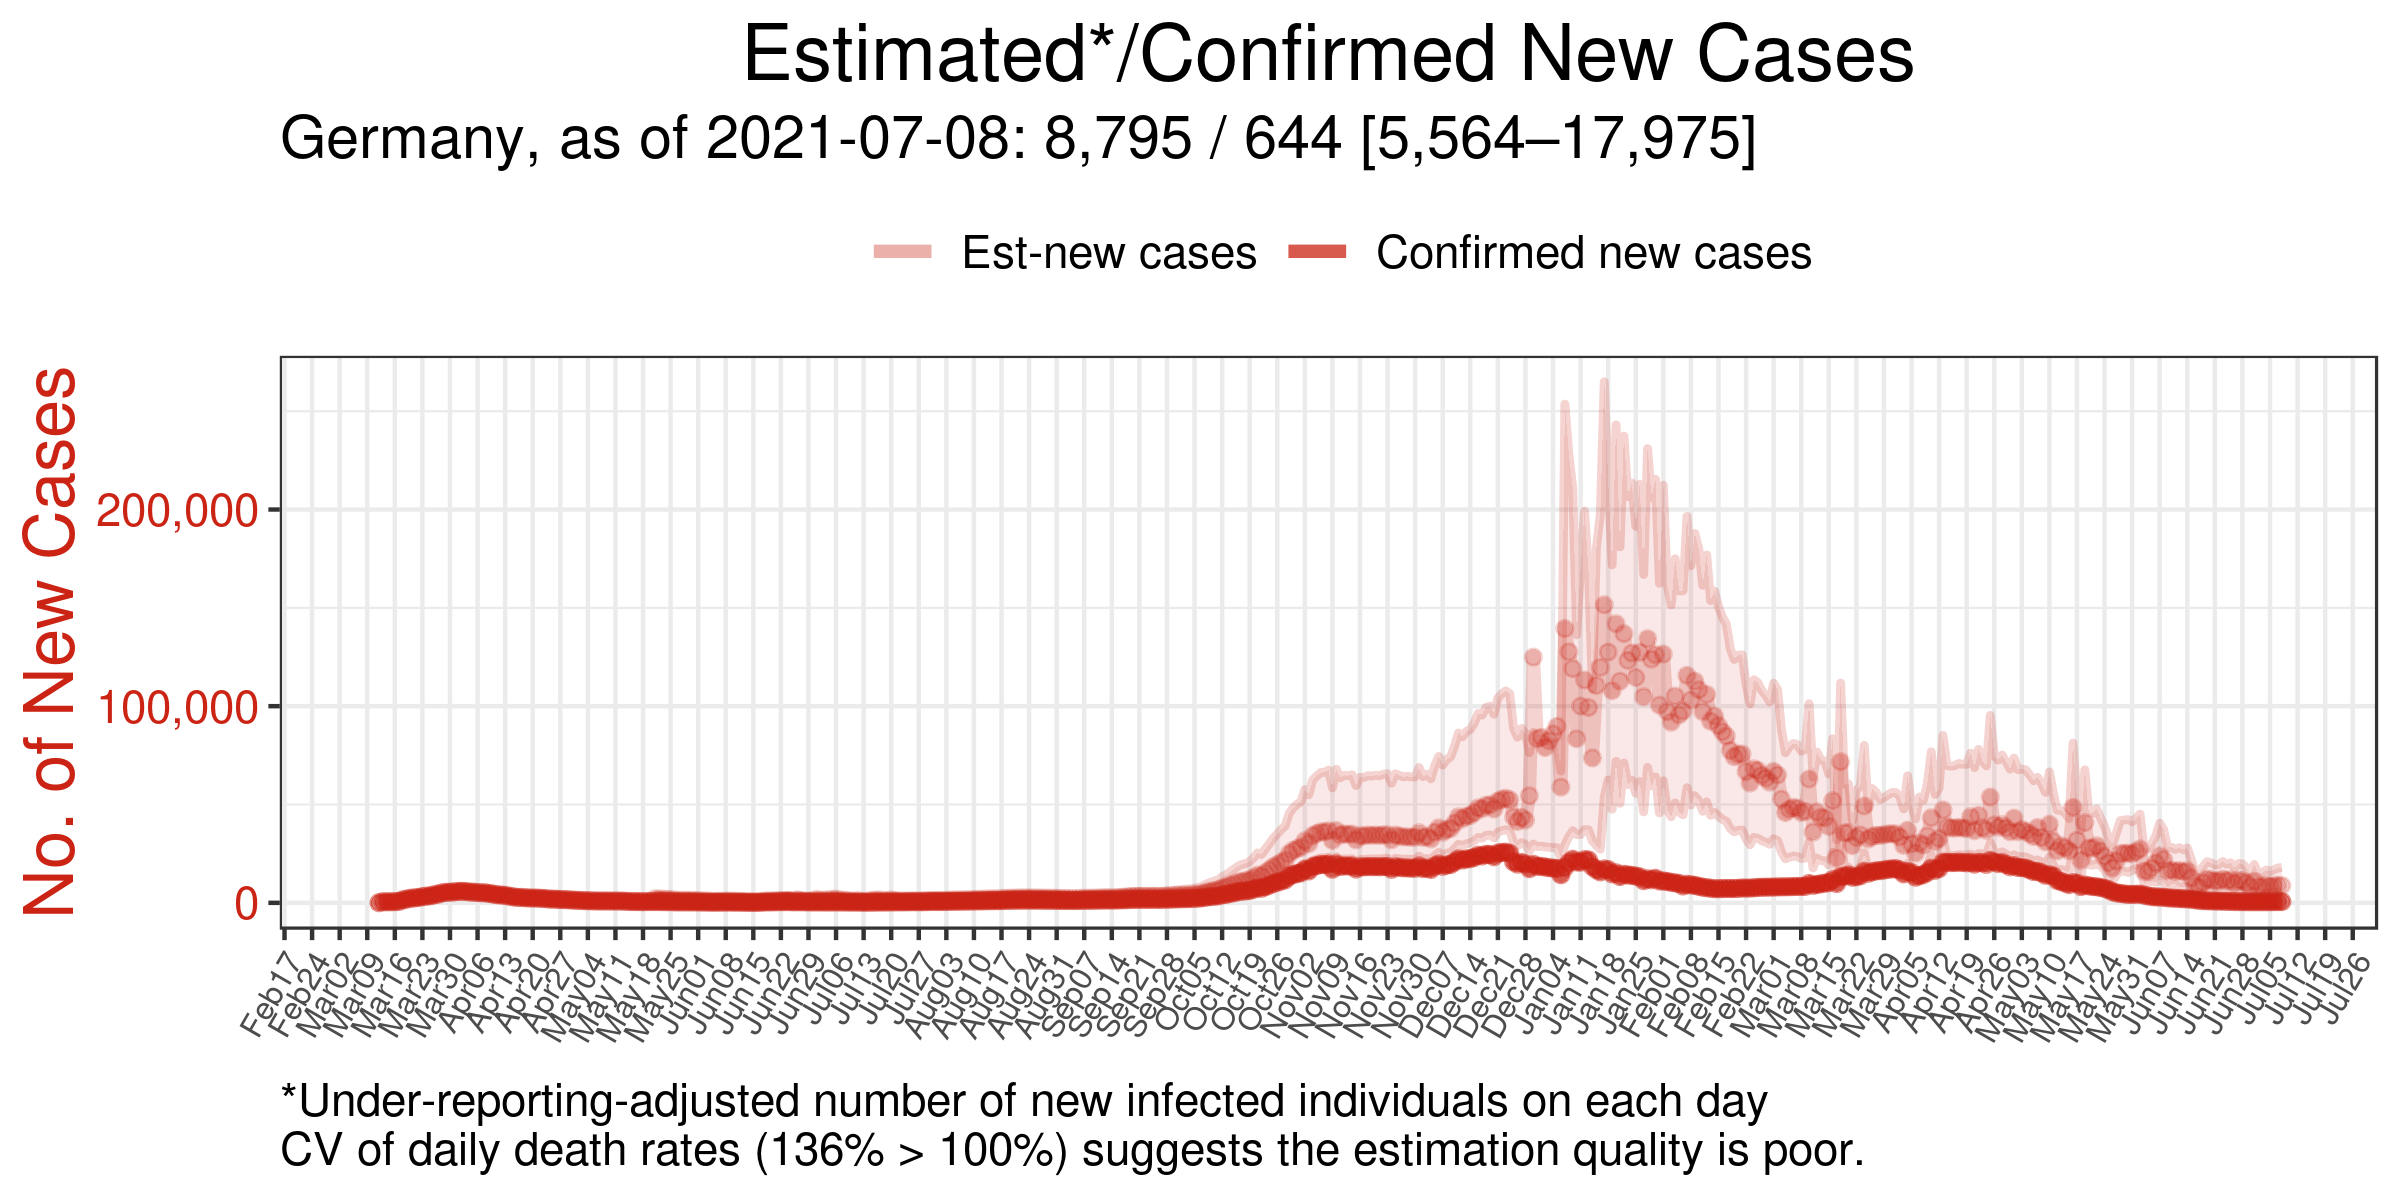 Estimated*/Confirmed New Cases
Germany, as of 2021-07-08: 8,795 / 644 [5,564–17,975]
Est-new cases
Confirmed new cases
No. of New Cases
200,000
100,000
0
Feb17
Feb24
Mar02
Mar09
Mar16
Mar23
Mar30
Apr06
Apr13
Apr20
Apr27
May04
May11
May18
May25
Jun01
Jun08
Jun15
Jun22
Jun29
Jul06
Jul13
Jul20
Jul27
Aug03
Aug10
Aug17
Aug24
Aug31
Sep07
Sep14
Sep21
Sep28
Oct05
Oct12
Oct19
Oct26
Nov02
Nov09
Nov16
Nov23
Nov30
Dec07
Dec14
Dec21
Dec28
Jan04
Jan11
Jan18
Jan25
Feb01
Feb08
Feb15
Feb22
Mar01
Mar08
Mar15
Mar22
Mar29
Apr05
Apr12
Apr19
Apr26
May03
May10
May17
May24
May31
Jun07
Jun14
Jun21
Jun28
Jul05
Jul12
Jul19
Jul26
*Under-reporting-adjusted number of new infected individuals on each day
CV of daily death rates (136% > 100%) suggests the estimation quality is poor.